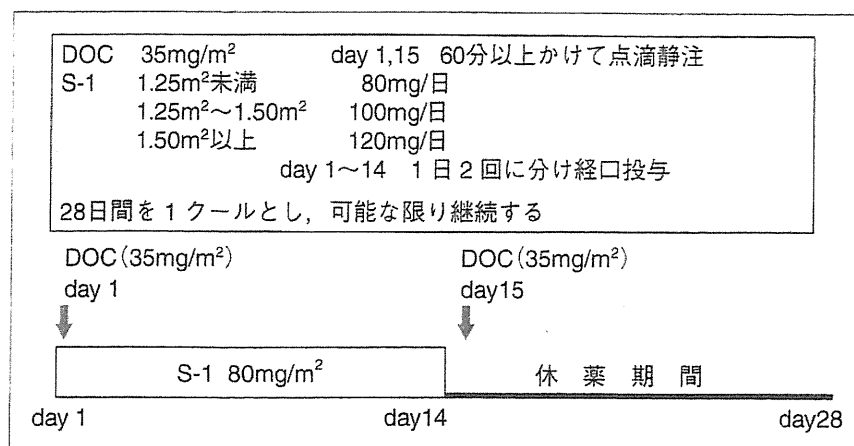 DOC 35mg/m² day 1,15 60分以上かけて点滴静注
S-1 1.25m²未満 80mg/日
1.25m²〜1.50m² 100mg/日
1.50m²以上 120mg/日
day 1〜14 1日2回に分け経口投与
28日間を1クールとし，可能な限り継続する
DOC(35mg/m²) DOC(35mg/m²)
day 1 day15
S-1 80mg/m² 休薬期間
day 1 day14 day28